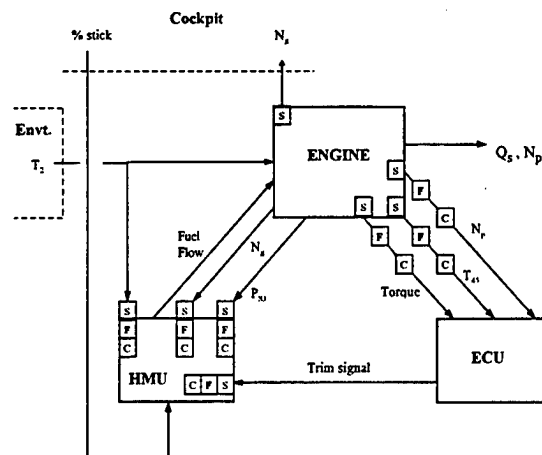 Cockpit
% stick
Ng
Envt.
T2
S
ENGINE
Qs, Np
S
S S
F F F
C C C
Fuel
Flow
Ng
P3
Torque
T45
Np
S S S
F F F
C C C
HMU
C F S
Trim signal
ECU